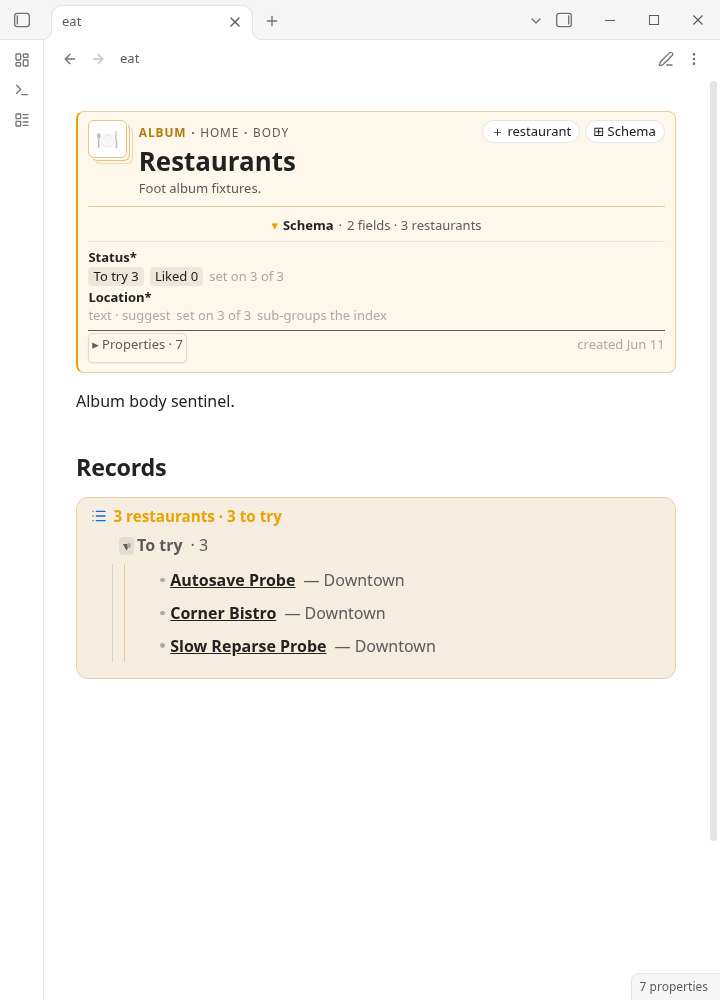 eat
eat
ALBUM · HOME · BODY
+ restaurant
⊞ Schema
Restaurants
Foot album fixtures.
▾ Schema · 2 fields · 3 restaurants
Status*
To try 3 Liked 0 set on 3 of 3
Location*
text · suggest set on 3 of 3 sub-groups the index
▸ Properties · 7
created Jun 11
Album body sentinel.
Records
3 restaurants · 3 to try
To try · 3
• Autosave Probe — Downtown
• Corner Bistro — Downtown
• Slow Reparse Probe — Downtown
7 properties